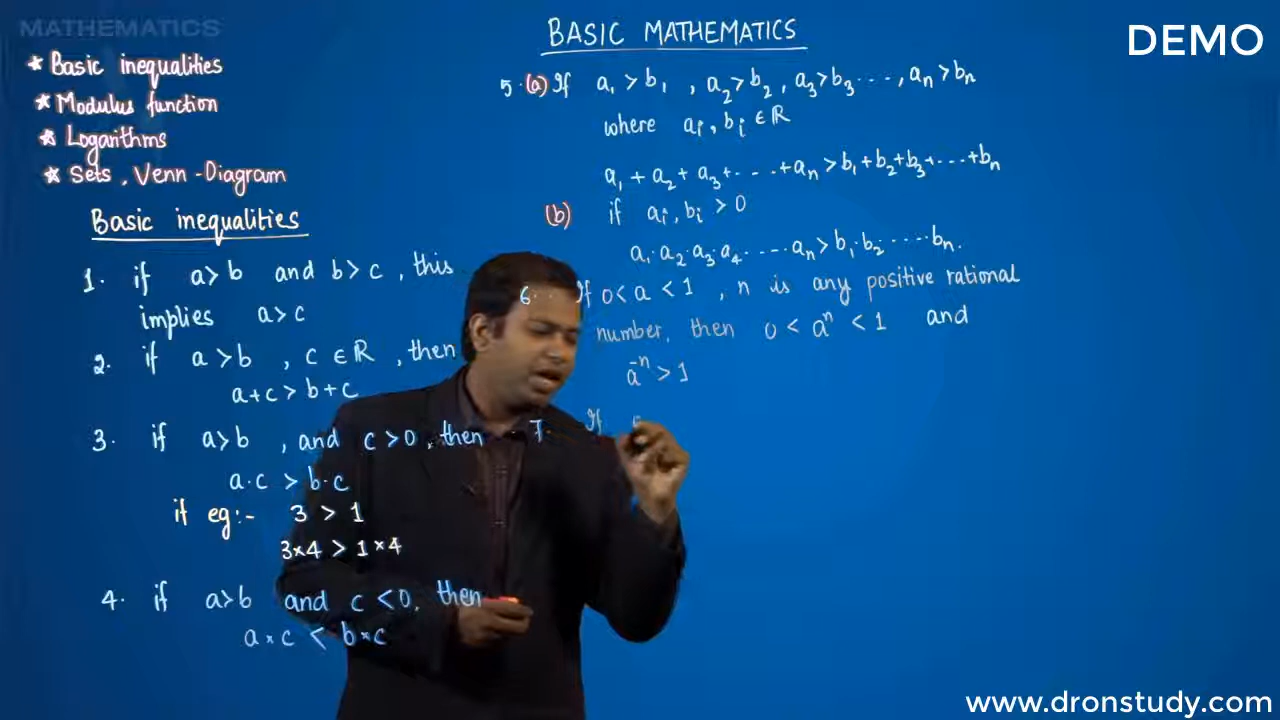 MATHEMATICS
DEMO
BASIC MATHEMATICS
* Basic inequalities
* Modulus function
* Logarithms
* Sets, Venn-Diagram
Basic inequalities
1. if a>b and b>c, this
implies a>c
2. if a>b , c∈ℝ , then
a+c > b+c
3. if a>b , and c>0, then
a·c > b·c
if eg:- 3 > 1
3×4 > 1×4
4. if a>b and c<0, then
a×c < b×c
5.(a) If a₁ > b₁ , a₂ > b₂ , a₃ > b₃ ...., aₙ > bₙ
where aᵢ, bᵢ ∈ ℝ
a₁ + a₂ + a₃ + .... + aₙ > b₁ + b₂ + b₃ + .... + bₙ
(b) if aᵢ, bᵢ > 0
a₁·a₂·a₃·a₄ ..... aₙ > b₁·b₂ ..... bₙ.
6. If 0 < a < 1 , n is any positive rational
number, then 0 < aⁿ < 1 and
a⁻ⁿ > 1
7. If
www.dronstudy.com